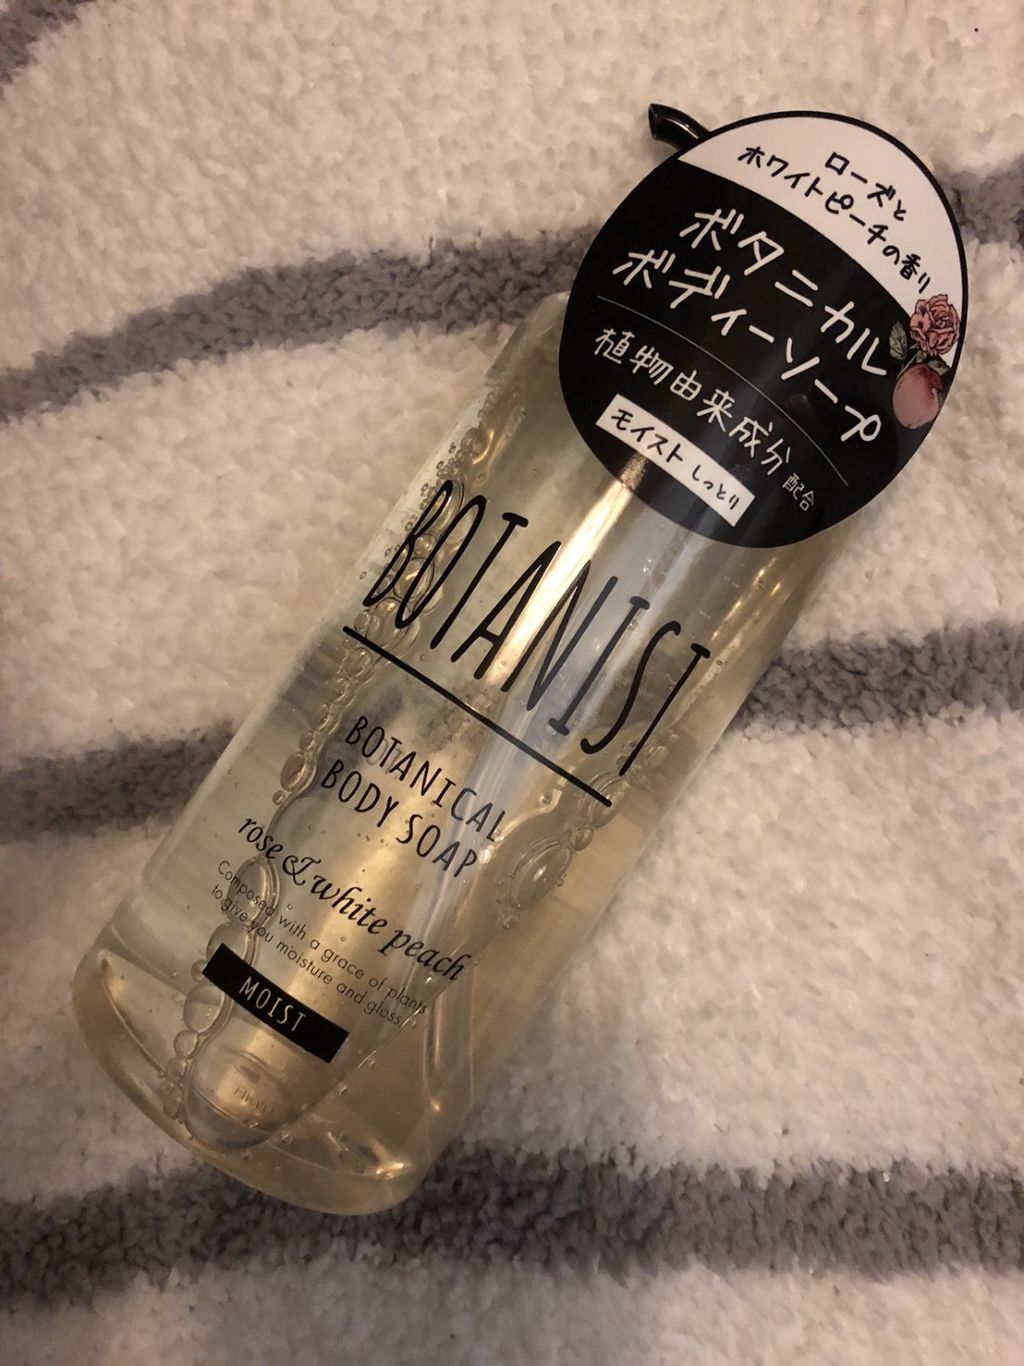 ローズと
ホワイトピーチの香り
ボタニカル
ボディーソープ
植物由来成分配合
モイスト しっとり
BOTANIST
BOTANICAL
BODY SOAP
rose & white peach
Composed with a grace of plants
to give you moisture and gloss.
MOIST